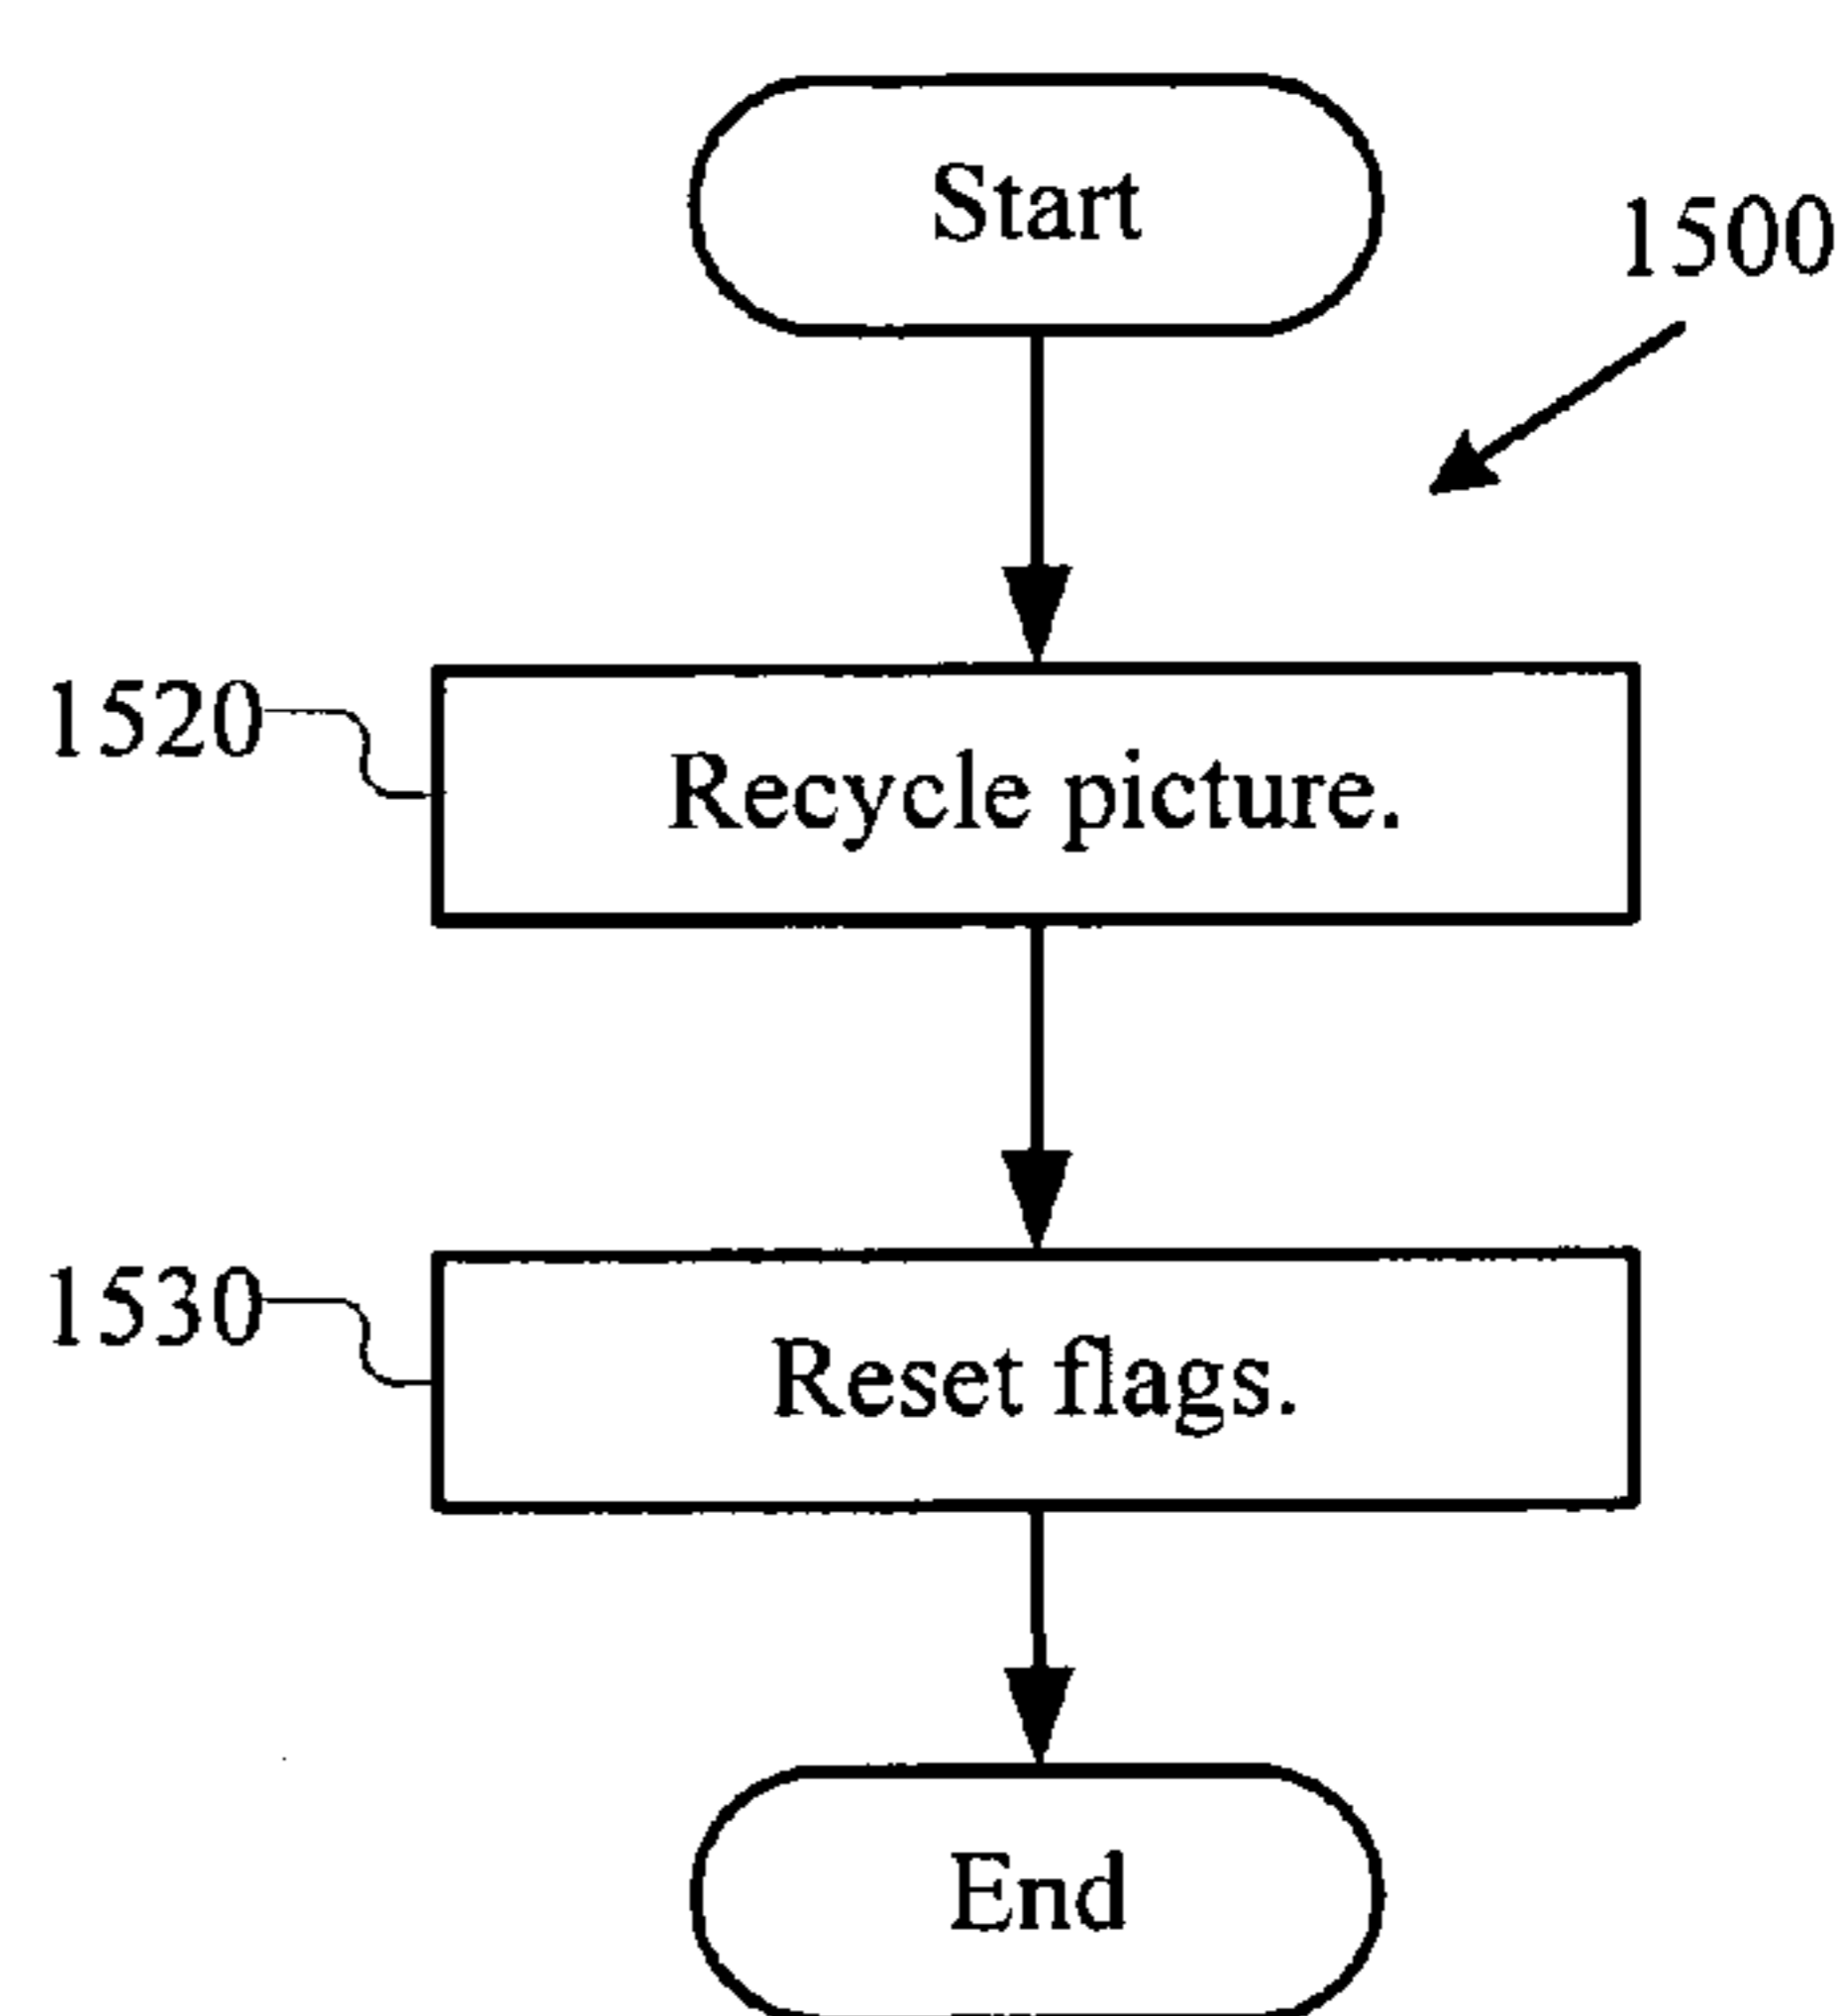 Start
1500
1520
Recycle picture.
1530
Reset flags.
End